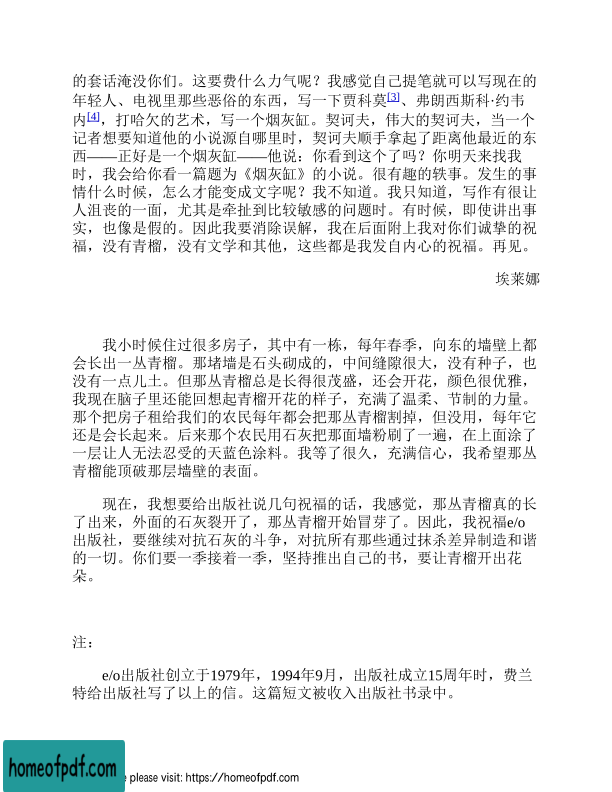 的套话淹没你们。这要费什么力气呢？我感觉自己提笔就可以写现在的
年轻人、电视里那些恶俗的东西，写一下贾科莫[3]、弗朗西斯科·约韦
内[4]，打哈欠的艺术，写一个烟灰缸。契诃夫，伟大的契诃夫，当一个
记者想要知道他的小说源自哪里时，契诃夫顺手拿起了距离他最近的东
西——正好是一个烟灰缸——他说：你看到这个了吗？你明天来找我
时，我会给你看一篇题为《烟灰缸》的小说。很有趣的轶事。发生的事
情什么时候，怎么才能变成文字呢？我不知道。我只知道，写作有很让
人沮丧的一面，尤其是牵扯到比较敏感的问题时。有时候，即使讲出事
实，也像是假的。因此我要消除误解，我在后面附上我对你们诚挚的祝
福，没有青榴，没有文学和其他，这些都是我发自内心的祝福。再见。
埃莱娜
我小时候住过很多房子，其中有一栋，每年春季，向东的墙壁上都
会长出一丛青榴。那堵墙是石头砌成的，中间缝隙很大，没有种子，也
没有一点儿土。但那丛青榴总是长得很茂盛，还会开花，颜色很优雅，
我现在脑子里还能回想起青榴开花的样子，充满了温柔、节制的力量。
那个把房子租给我们的农民每年都会把那丛青榴割掉，但没用，每年它
还是会长起来。后来那个农民用石灰把那面墙粉刷了一遍，在上面涂了
一层让人无法忍受的天蓝色涂料。我等了很久，充满信心，我希望那丛
青榴能顶破那层墙壁的表面。
现在，我想要给出版社说几句祝福的话，我感觉，那丛青榴真的长
了出来，外面的石灰裂开了，那丛青榴开始冒芽了。因此，我祝福e/o
出版社，要继续对抗石灰的斗争，对抗所有那些通过抹杀差异制造和谐
的一切。你们要一季接着一季，坚持推出自己的书，要让青榴开出花
朵。
注：
e/o出版社创立于1979年，1994年9月，出版社成立15周年时，费兰
特给出版社写了以上的信。这篇短文被收入出版社书录中。
homeofpdf.com
please visit: https://homeofpdf.com